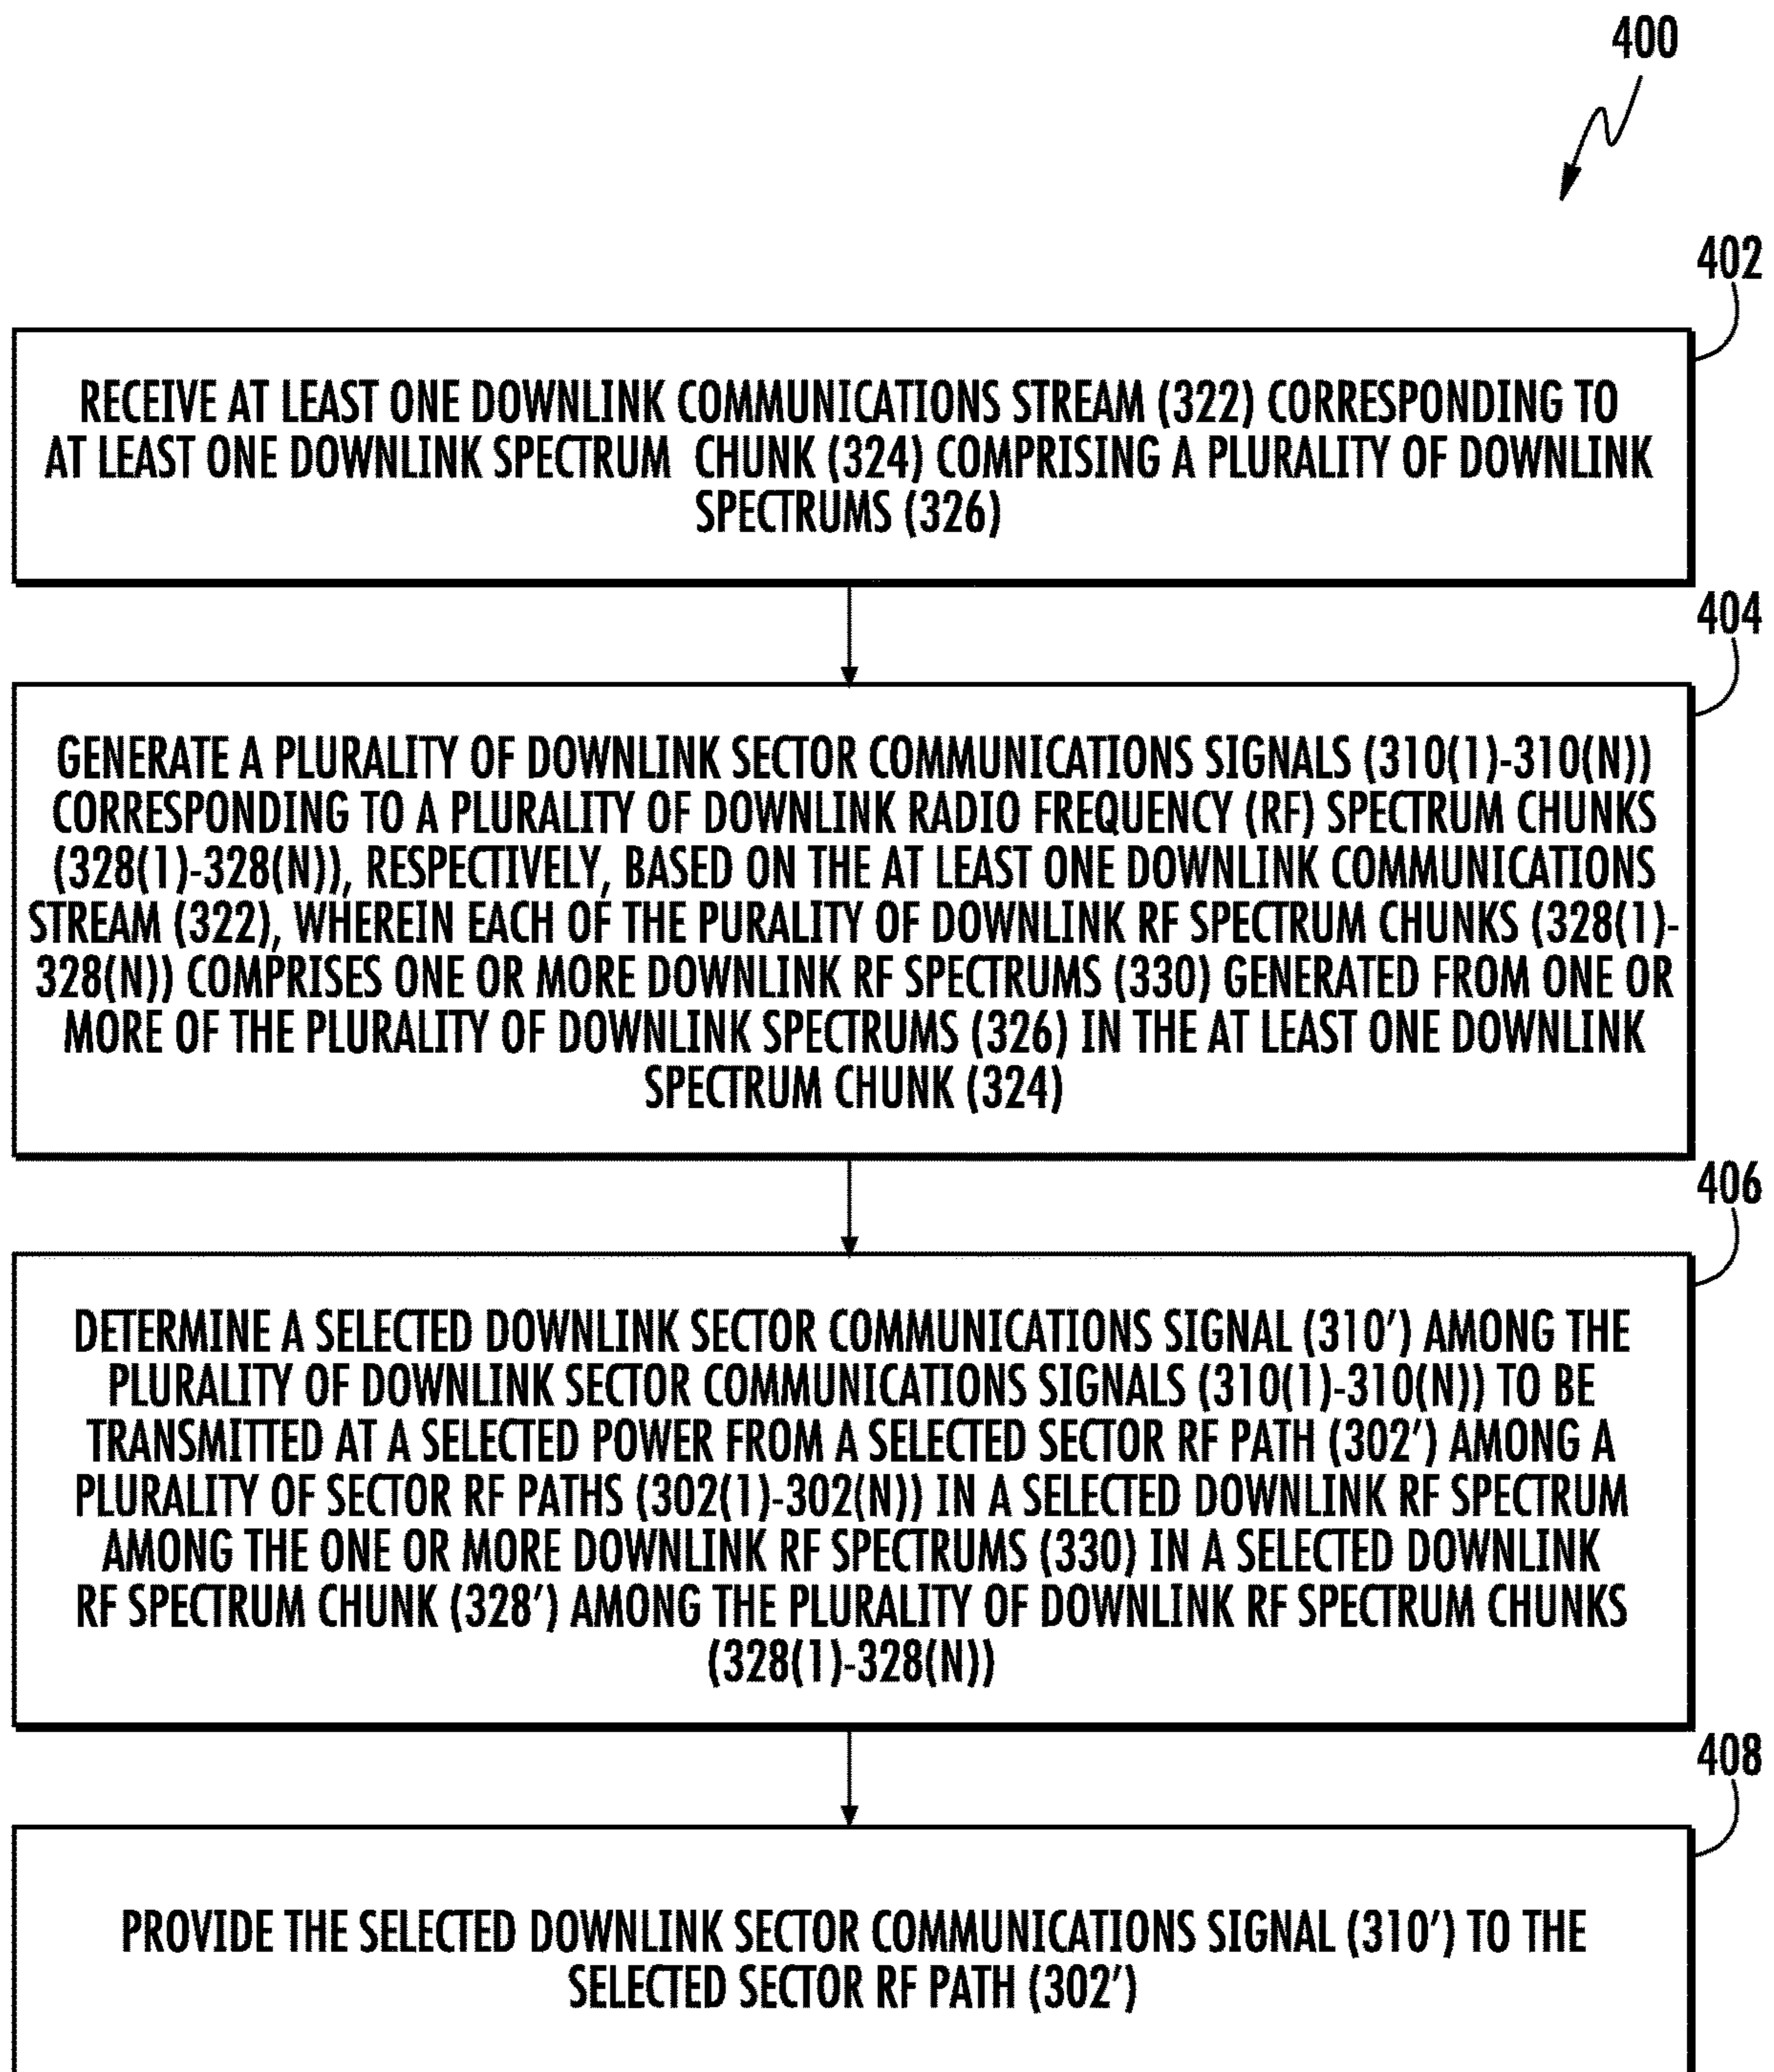 400
402
RECEIVE AT LEAST ONE DOWNLINK COMMUNICATIONS STREAM (322) CORRESPONDING TO
AT LEAST ONE DOWNLINK SPECTRUM CHUNK (324) COMPRISING A PLURALITY OF DOWNLINK
SPECTRUMS (326)
404
GENERATE A PLURALITY OF DOWNLINK SECTOR COMMUNICATIONS SIGNALS (310(1)-310(N))
CORRESPONDING TO A PLURALITY OF DOWNLINK RADIO FREQUENCY (RF) SPECTRUM CHUNKS
(328(1)-328(N)), RESPECTIVELY, BASED ON THE AT LEAST ONE DOWNLINK COMMUNICATIONS
STREAM (322), WHEREIN EACH OF THE PURALITY OF DOWNLINK RF SPECTRUM CHUNKS (328(1)-
328(N)) COMPRISES ONE OR MORE DOWNLINK RF SPECTRUMS (330) GENERATED FROM ONE OR
MORE OF THE PLURALITY OF DOWNLINK SPECTRUMS (326) IN THE AT LEAST ONE DOWNLINK
SPECTRUM CHUNK (324)
406
DETERMINE A SELECTED DOWNLINK SECTOR COMMUNICATIONS SIGNAL (310') AMONG THE
PLURALITY OF DOWNLINK SECTOR COMMUNICATIONS SIGNALS (310(1)-310(N)) TO BE
TRANSMITTED AT A SELECTED POWER FROM A SELECTED SECTOR RF PATH (302') AMONG A
PLURALITY OF SECTOR RF PATHS (302(1)-302(N)) IN A SELECTED DOWNLINK RF SPECTRUM
AMONG THE ONE OR MORE DOWNLINK RF SPECTRUMS (330) IN A SELECTED DOWNLINK
RF SPECTRUM CHUNK (328') AMONG THE PLURALITY OF DOWNLINK RF SPECTRUM CHUNKS
(328(1)-328(N))
408
PROVIDE THE SELECTED DOWNLINK SECTOR COMMUNICATIONS SIGNAL (310') TO THE
SELECTED SECTOR RF PATH (302')